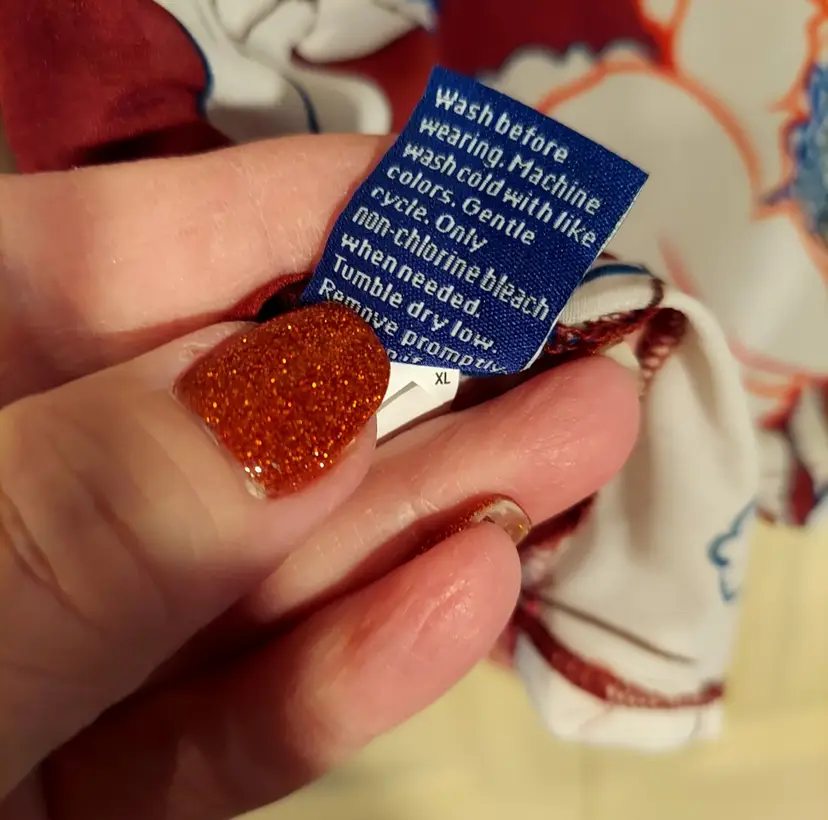 Wash before
wearing. Machine
wash cold with like
colors. Gentle
cycle. Only
non-chlorine bleach
when needed.
Tumble dry low.
Remove promptly
XL